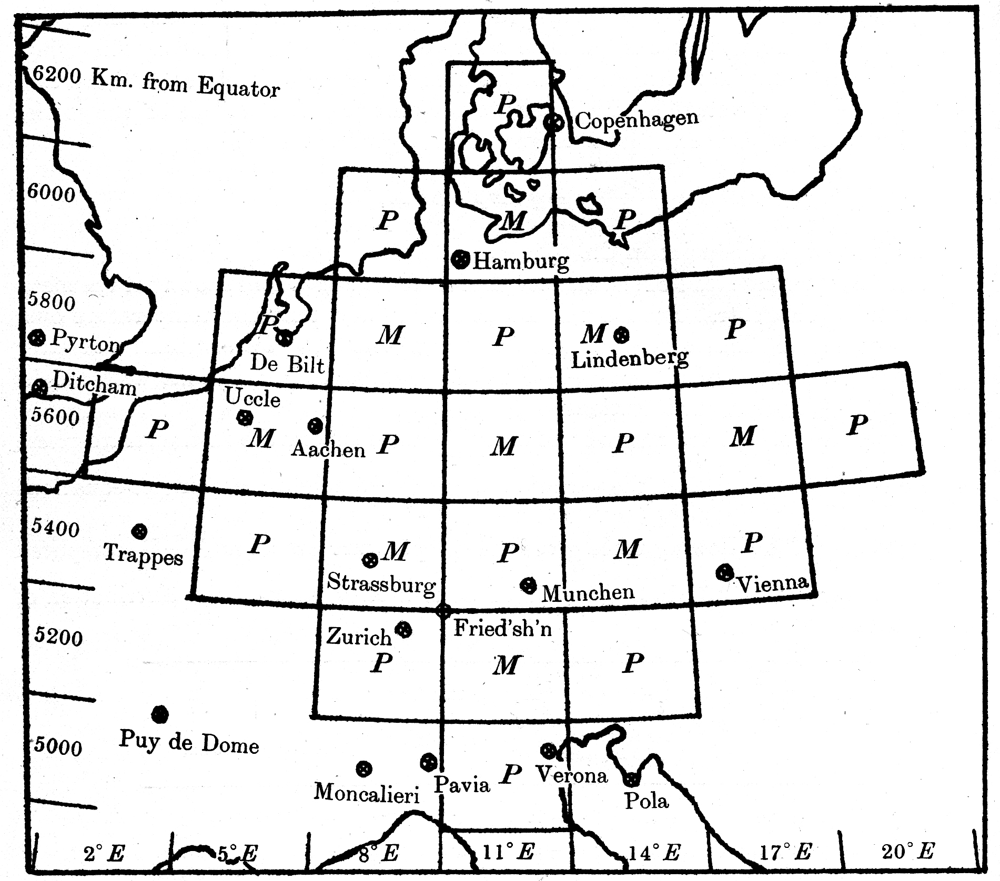 6200 Km. from Equator
P
Copenhagen
6000
P
M
P
Hamburg
5800
P
M
P
M
P
Pyrton
De Bilt
Lindenberg
Ditcham
Uccle
5600
P
M
Aachen
P
M
P
M
P
5400
Trappes
P
M
P
M
P
Strassburg
Munchen
Vienna
5200
Zurich
Fried'sh'n
P
M
P
Puy de Dome
5000
Moncalieri
Pavia
P
Verona
Pola
2° E
5° E
8° E
11° E
14° E
17° E
20° E